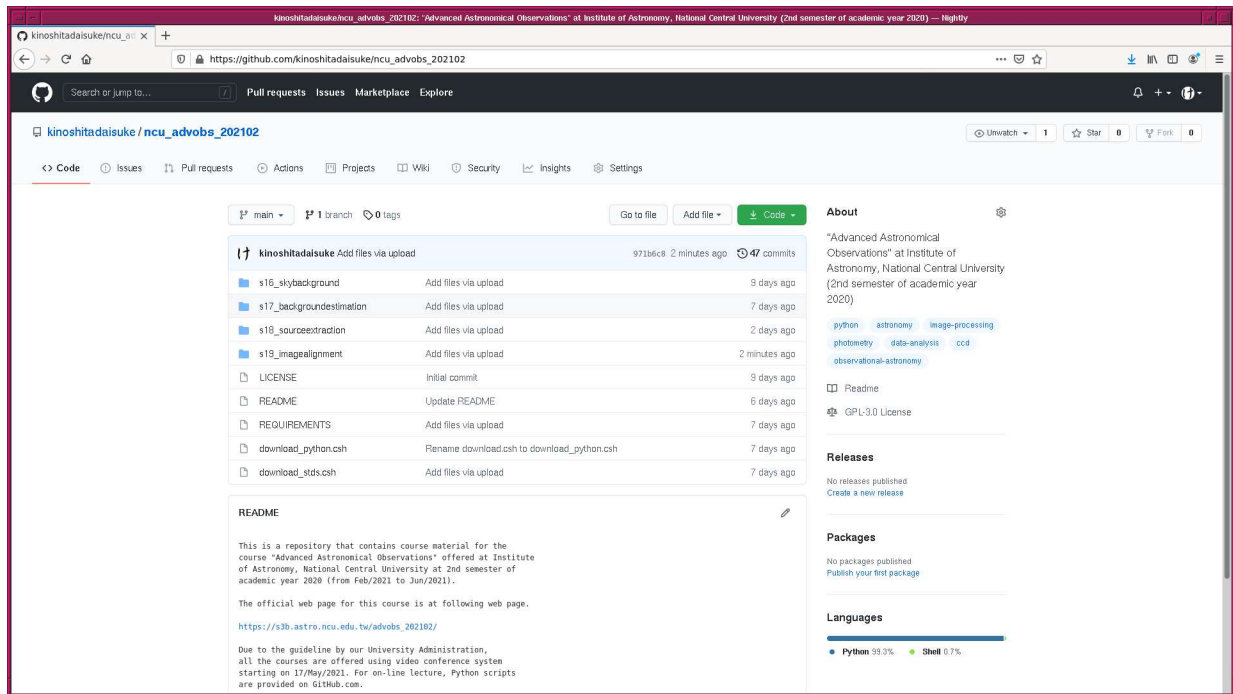 kinoshitadaisuke/ncu_advobs_202102: "Advanced Astronomical Observations" at Institute of Astronomy, National Central University (2nd semester of academic year 2020) — Nightly
kinoshitadaisuke/ncu_ad × +
https://github.com/kinoshitadaisuke/ncu_advobs_202102
Search or jump to... / Pull requests Issues Marketplace Explore
kinoshitadaisuke / ncu_advobs_202102
Unwatch 1 Star 0 Fork 0
<> Code Issues Pull requests Actions Projects Wiki Security Insights Settings
main 1 branch 0 tags Go to file Add file Code
kinoshitadaisuke Add files via upload 971b6c8 2 minutes ago 47 commits
s16_skybackground Add files via upload 9 days ago
s17_backgroundestimation Add files via upload 7 days ago
s18_sourceextraction Add files via upload 2 days ago
s19_imagealignment Add files via upload 2 minutes ago
LICENSE Initial commit 9 days ago
README Update README 6 days ago
REQUIREMENTS Add files via upload 7 days ago
download_python.csh Rename download.csh to download_python.csh 7 days ago
download_stds.csh Add files via upload 7 days ago
README
This is a repository that contains course material for the
course "Advanced Astronomical Observations" offered at Institute
of Astronomy, National Central University at 2nd semester of
academic year 2020 (from Feb/2021 to Jun/2021).
The official web page for this course is at following web page.
https://s3b.astro.ncu.edu.tw/advobs_202102/
Due to the guideline by our University Administration,
all the courses are offered using video conference system
starting on 17/May/2021. For on-line lecture, Python scripts
are provided on GitHub.com.
About
"Advanced Astronomical
Observations" at Institute of
Astronomy, National Central University
(2nd semester of academic year
2020)
python astronomy image-processing
photometry data-analysis ccd
observational-astronomy
Readme
GPL-3.0 License
Releases
No releases published
Create a new release
Packages
No packages published
Publish your first package
Languages
Python 99.3% Shell 0.7%